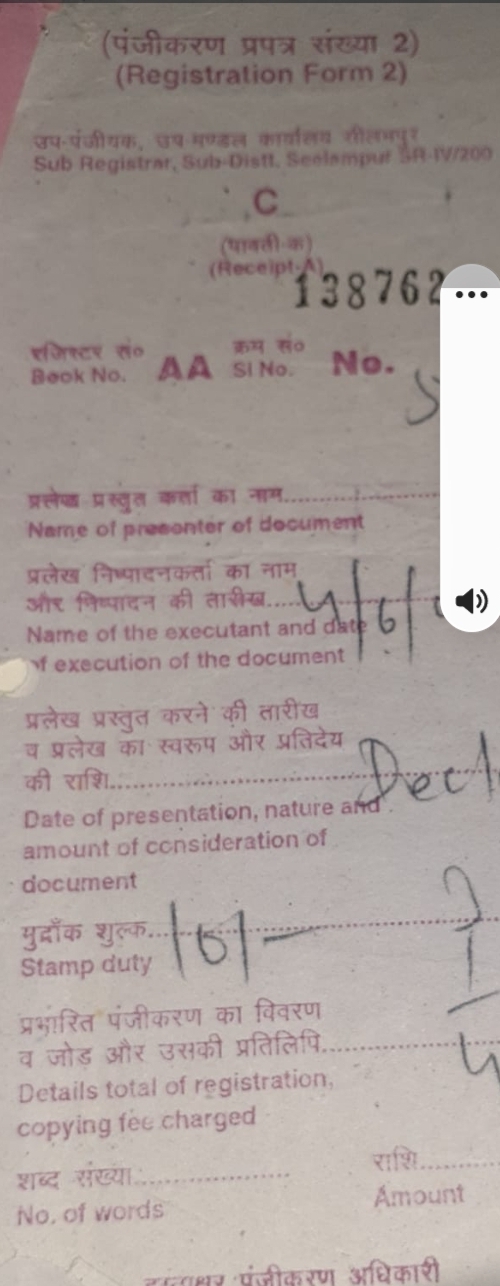 (पंजीकरण प्रपत्र संख्या 2)
(Registration Form 2)
उप-पंजीयक, उप-मण्डल कार्यालय सीलमपुर
Sub Registrar, Sub-Distt. Seelampur SR-IV/200
C
(पावती-क)
(Receipt-A)
138762
रजिस्टर सं० AA क्रम सं० No.
Book No. SI No.
प्रलेख प्रस्तुत कर्ता का नाम
Name of presenter of document
प्रलेख निष्पादनकर्ता का नाम
और निष्पादन की तारीख 4/6/
Name of the executant and date
of execution of the document
प्रलेख प्रस्तुत करने की तारीख
व प्रलेख का स्वरूप और प्रतिदेय
की राशि Decl
Date of presentation, nature and
amount of consideration of
document
मुद्राँक शुल्क
Stamp duty
प्रभारित पंजीकरण का विवरण
व जोड़ और उसकी प्रतिलिपि
Details total of registration,
copying fee charged
शब्द संख्या राशि
No. of words Amount
पंजीकरण अधिकारी